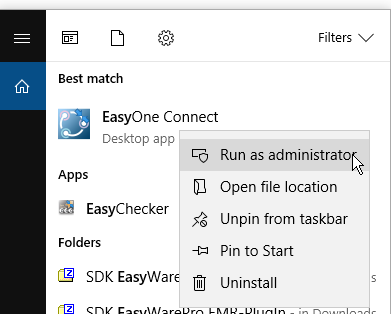 Filters
Best match
EasyOne Connect
Desktop app
Run as administrator
Apps
Open file location
EasyChecker
Unpin from taskbar
Folders
Pin to Start
SDK EasyWare
Uninstall
SDK EasyWarePro EMR-PlugIn - in Downloads